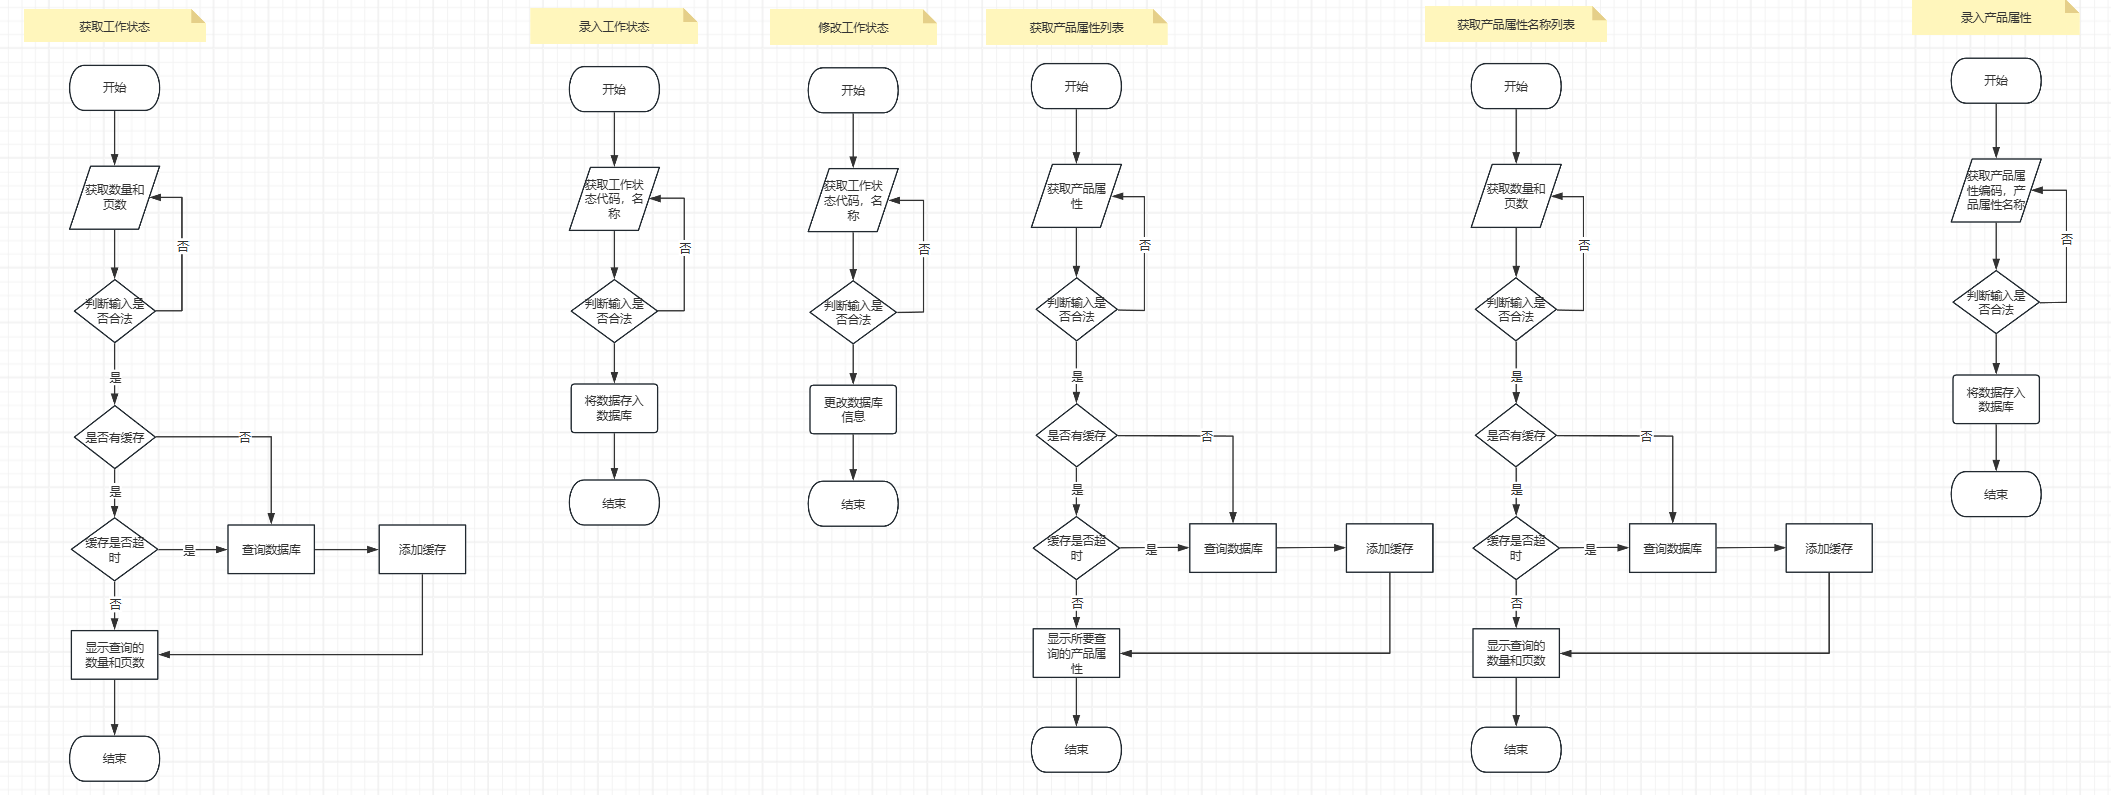 获取工作状态
开始
获取数量和
页数
否
判断输入是
否合法
是
是否有缓存
否
是
缓存是否超
时
是
查询数据库
添加缓存
否
显示查询的
数量和页数
结束
录入工作状态
开始
获取工作状
态代码，名
称
否
判断输入是
否合法
将数据存入
数据库
结束
修改工作状态
开始
获取工作状
态代码，名
称
否
判断输入是
否合法
更改数据库
信息
结束
获取产品属性列表
开始
获取产品属
性
否
判断输入是
否合法
是
是否有缓存
否
是
缓存是否超
时
是
查询数据库
添加缓存
否
显示所要查
询的产品属
性
结束
获取产品属性名称列表
开始
获取数量和
页数
否
判断输入是
否合法
是
是否有缓存
否
是
缓存是否超
时
是
查询数据库
添加缓存
否
显示查询的
数量和页数
结束
录入产品属性
开始
获取产品属
性编码，产
品属性名称
否
判断输入是
否合法
将数据存入
数据库
结束